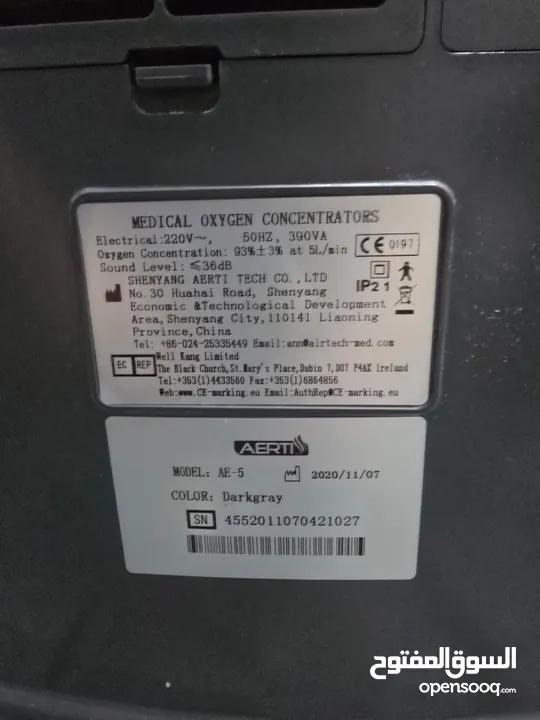 MEDICAL OXYGEN CONCENTRATORS
Electrical:220V~, 50HZ, 390VA
Oxygen Concentration: 93%±3% at 5L/min
Sound Level: ≤36dB
CE 0197
SHENYANG AERTI TECH CO., LTD
No.30 Huahai Road, Shenyang
Economic &Technological Development
Area, Shenyang City, 110141 Liaoning
Province, China
IP21
Tel: +86-024-25335449 Email:ann@airtech-med.com
EC REP
Well Kang Limited
The Black Church,St.Mary's Place,Dubin 7,D07 P4AX Ireland
Tel:+353(1)4433560 Fax:+353(1)6864856
Web:www.CE-marking.eu Email:AuthRep@CE-marking.eu
AERTI
MODEL: AE-5 2020/11/07
COLOR: Darkgray
SN 4552011070421027
السوق المفتوح
opensooq.com